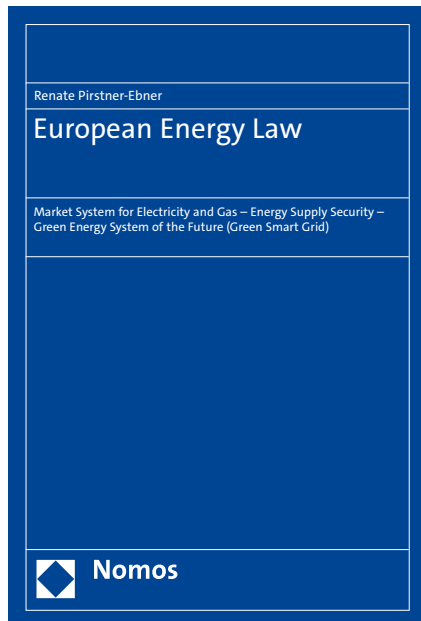 Renate Pirstner-Ebner
European Energy Law
Market System for Electricity and Gas – Energy Supply Security –
Green Energy System of the Future (Green Smart Grid)
Nomos